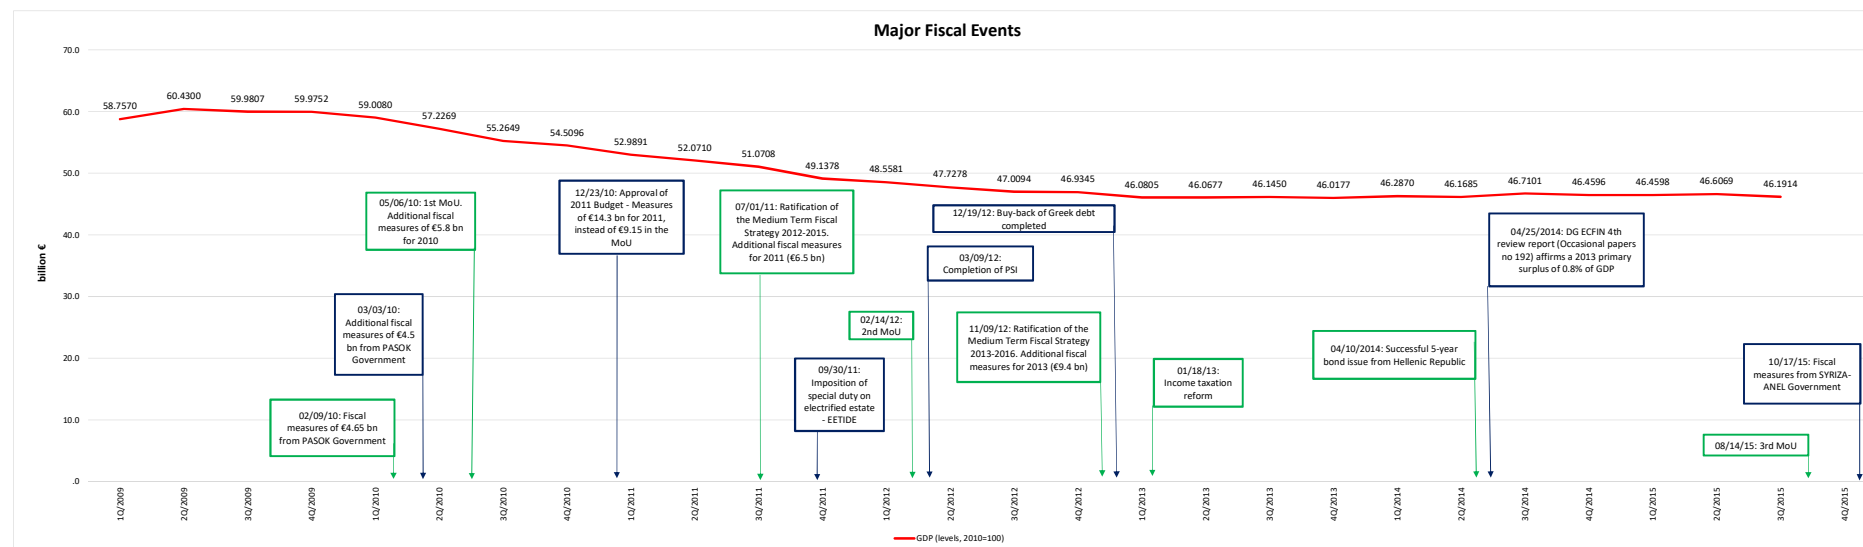 Major Fiscal Events
billion €
70.0
60.0
50.0
40.0
30.0
20.0
10.0
.0
58.7570
60.4300
59.9807
59.9752
59.0080
57.2269
55.2649
54.5096
52.9891
52.0710
51.0708
49.1378
48.5581
47.7278
47.0094
46.9345
46.0805
46.0677
46.1450
46.0177
46.2870
46.1685
46.7101
46.4596
46.4598
46.6069
46.1914
02/09/10: Fiscal
measures of €4.65 bn
from PASOK Government
03/03/10:
Additional fiscal
measures of €4.5
bn from PASOK
Government
05/06/10: 1st MoU.
Additional fiscal
measures of €5.8 bn
for 2010
12/23/10: Approval of
2011 Budget - Measures
of €14.3 bn for 2011,
instead of €9.15 in the
MoU
07/01/11: Ratification of
the Medium Term Fiscal
Strategy 2012-2015.
Additional fiscal measures
for 2011 (€6.5 bn)
09/30/11:
Imposition of
special duty on
electrified estate
- EETIDE
02/14/12:
2nd MoU
03/09/12:
Completion of PSI
12/19/12: Buy-back of Greek debt
completed
11/09/12: Ratification of the
Medium Term Fiscal Strategy
2013-2016. Additional fiscal
measures for 2013 (€9.4 bn)
01/18/13:
Income taxation
reform
04/10/2014: Successful 5-year
bond issue from Hellenic Republic
04/25/2014: DG ECFIN 4th
review report (Occasional papers
no 192) affirms a 2013 primary
surplus of 0.8% of GDP
08/14/15: 3rd MoU
10/17/15: Fiscal
measures from SYRIZA-
ANEL Government
1Q/2009
2Q/2009
3Q/2009
4Q/2009
1Q/2010
2Q/2010
3Q/2010
4Q/2010
1Q/2011
2Q/2011
3Q/2011
4Q/2011
1Q/2012
2Q/2012
3Q/2012
4Q/2012
1Q/2013
2Q/2013
3Q/2013
4Q/2013
1Q/2014
2Q/2014
3Q/2014
4Q/2014
1Q/2015
2Q/2015
3Q/2015
4Q/2015
GDP (levels, 2010=100)